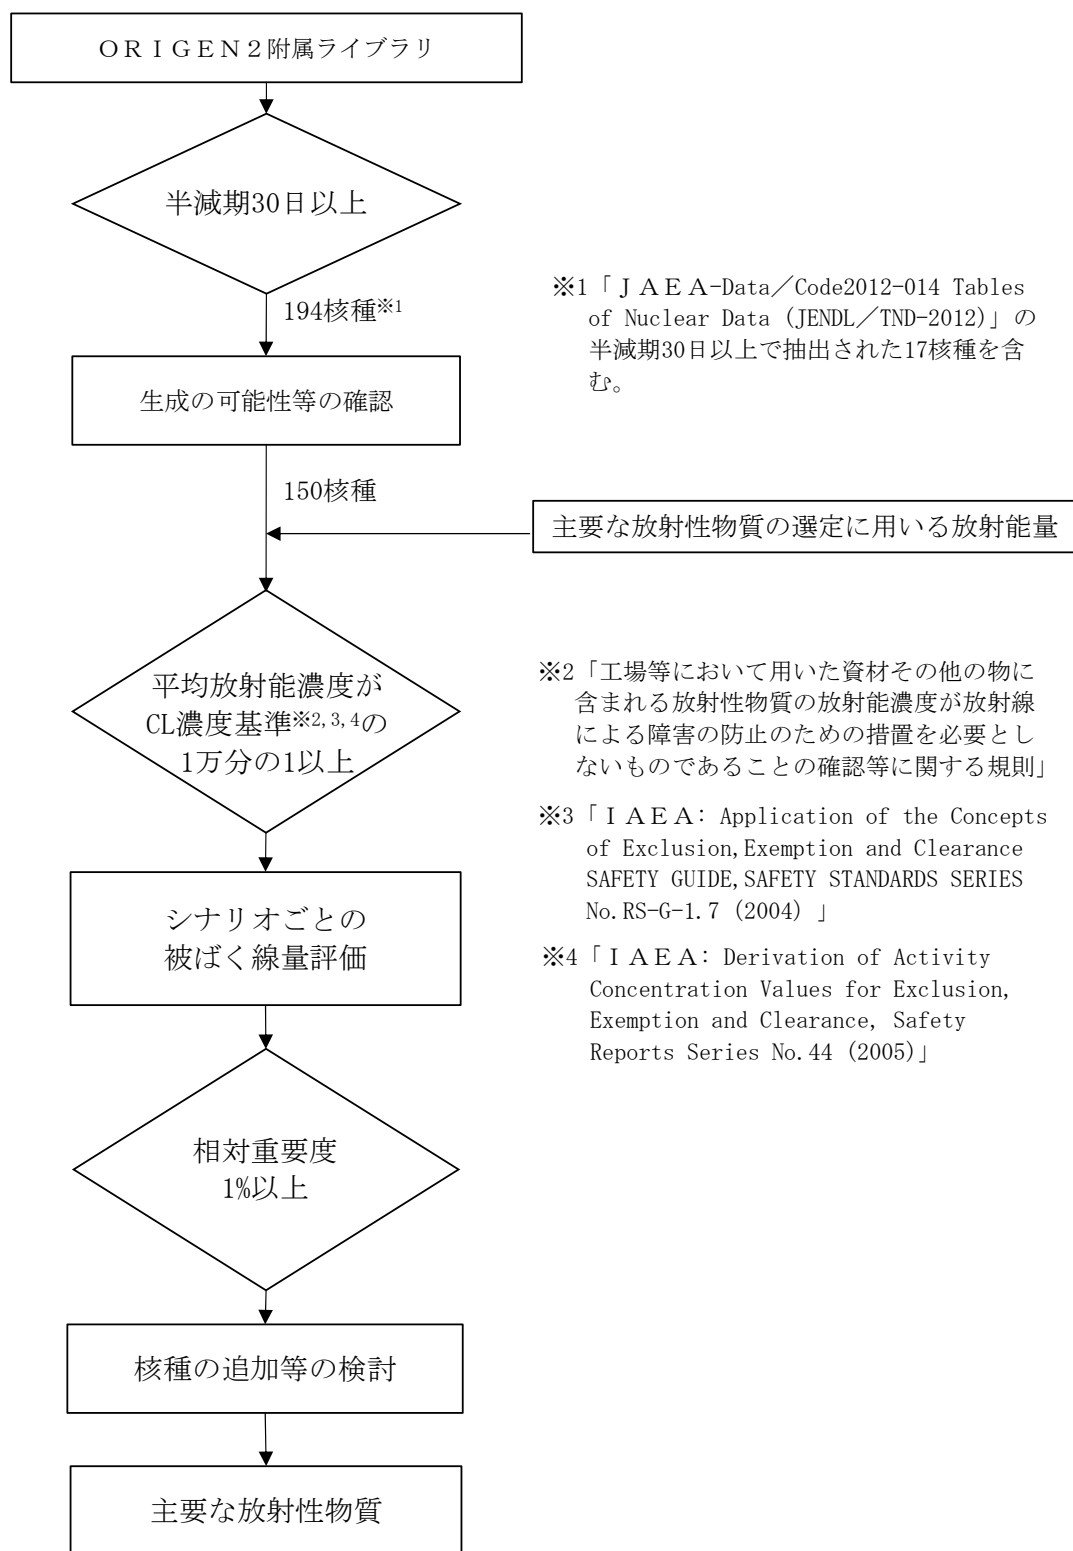 ORIGEN2附属ライブラリ
半減期30日以上
194核種※1
※1「JAEA-Data/Code2012-014 Tables
of Nuclear Data (JENDL/TND-2012)」の
半減期30日以上で抽出された17核種を含
む。
生成の可能性等の確認
150核種
主要な放射性物質の選定に用いる放射能量
平均放射能濃度が
CL濃度基準※2,3,4の
1万分の1以上
※2「工場等において用いた資材その他の物に
含まれる放射性物質の放射能濃度が放射線
による障害の防止のための措置を必要とし
ないものであることの確認等に関する規則」
※3「IAEA: Application of the Concepts
of Exclusion,Exemption and Clearance
SAFETY GUIDE,SAFETY STANDARDS SERIES
No.RS-G-1.7 (2004) 」
※4「IAEA: Derivation of Activity
Concentration Values for Exclusion,
Exemption and Clearance, Safety
Reports Series No.44 (2005)」
シナリオごとの
被ばく線量評価
相対重要度
1%以上
核種の追加等の検討
主要な放射性物質